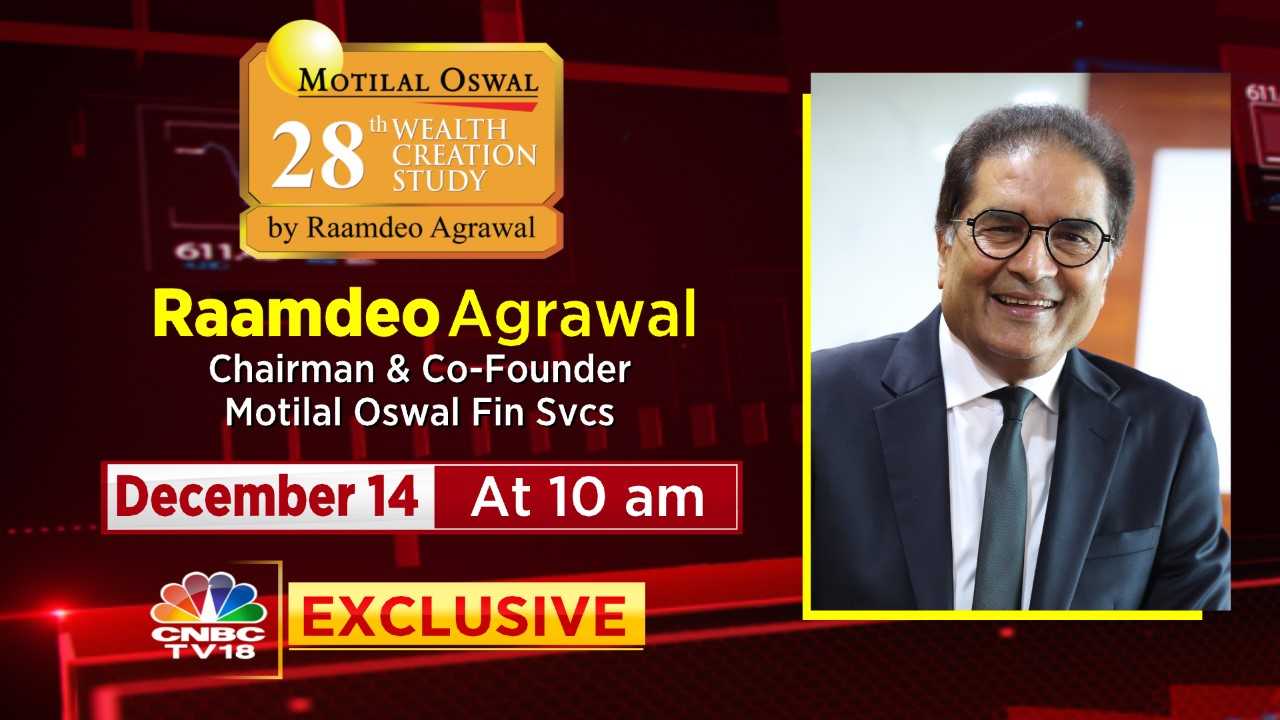 MOTILAL OSWAL
28th WEALTH
CREATION
STUDY
by Raamdeo Agrawal
Raamdeo Agrawal
Chairman & Co-Founder
Motilal Oswal Fin Svcs
December 14 At 10 am
CNBC
TV18
EXCLUSIVE
611